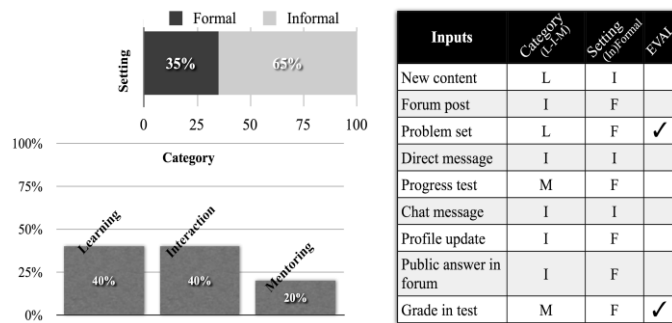 Formal Informal
Setting
35% 65%
0 25 50 75 100
Category
100%
75%
50%
25%
0%
Learning
Interaction
Mentoring
40% 40% 20%
Inputs Category (L-I-M) Setting (In)Formal EVAL
New content L I
Forum post I F
Problem set L F ✓
Direct message I I
Progress test M F
Chat message I I
Profile update I F
Public answer in
forum I F
Grade in test M F ✓